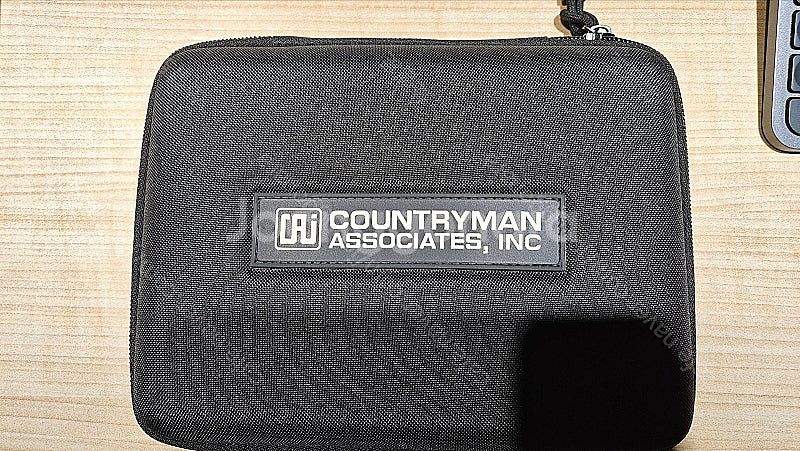 CAI COUNTRYMAN
ASSOCIATES, INC